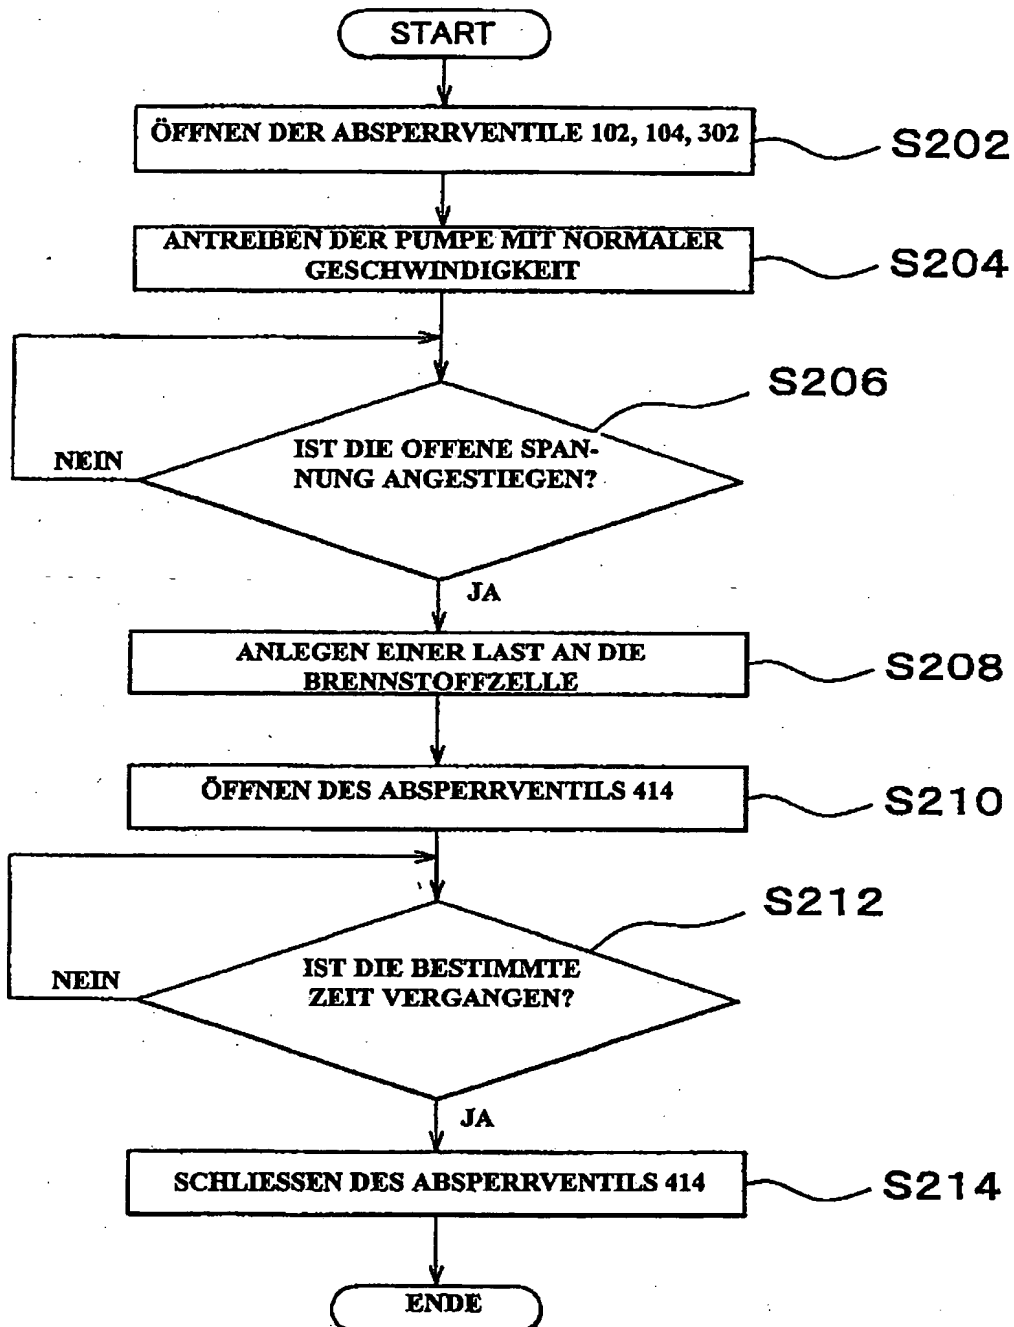 START
ÖFFNEN DER ABSPERRVENTILE 102, 104, 302
S202
ANTREIBEN DER PUMPE MIT NORMALER
GESCHWINDIGKEIT
S204
S206
IST DIE OFFENE SPAN-
NUNG ANGESTIEGEN?
NEIN
JA
ANLEGEN EINER LAST AN DIE
BRENNSTOFFZELLE
S208
ÖFFNEN DES ABSPERRVENTILS 414
S210
S212
IST DIE BESTIMMTE
ZEIT VERGANGEN?
NEIN
JA
SCHLIESSEN DES ABSPERRVENTILS 414
S214
ENDE